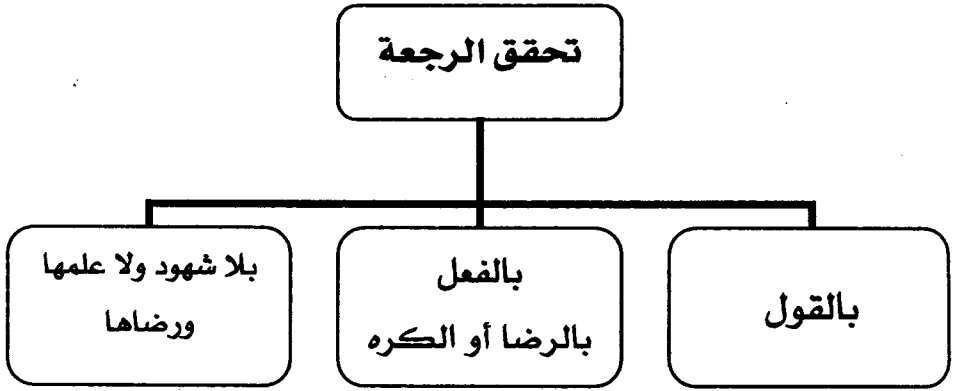 تحقق الرجعة
بالقول
بالفعل
بالرضا أو الكره
بلا شهود ولا علمها
ورضاها